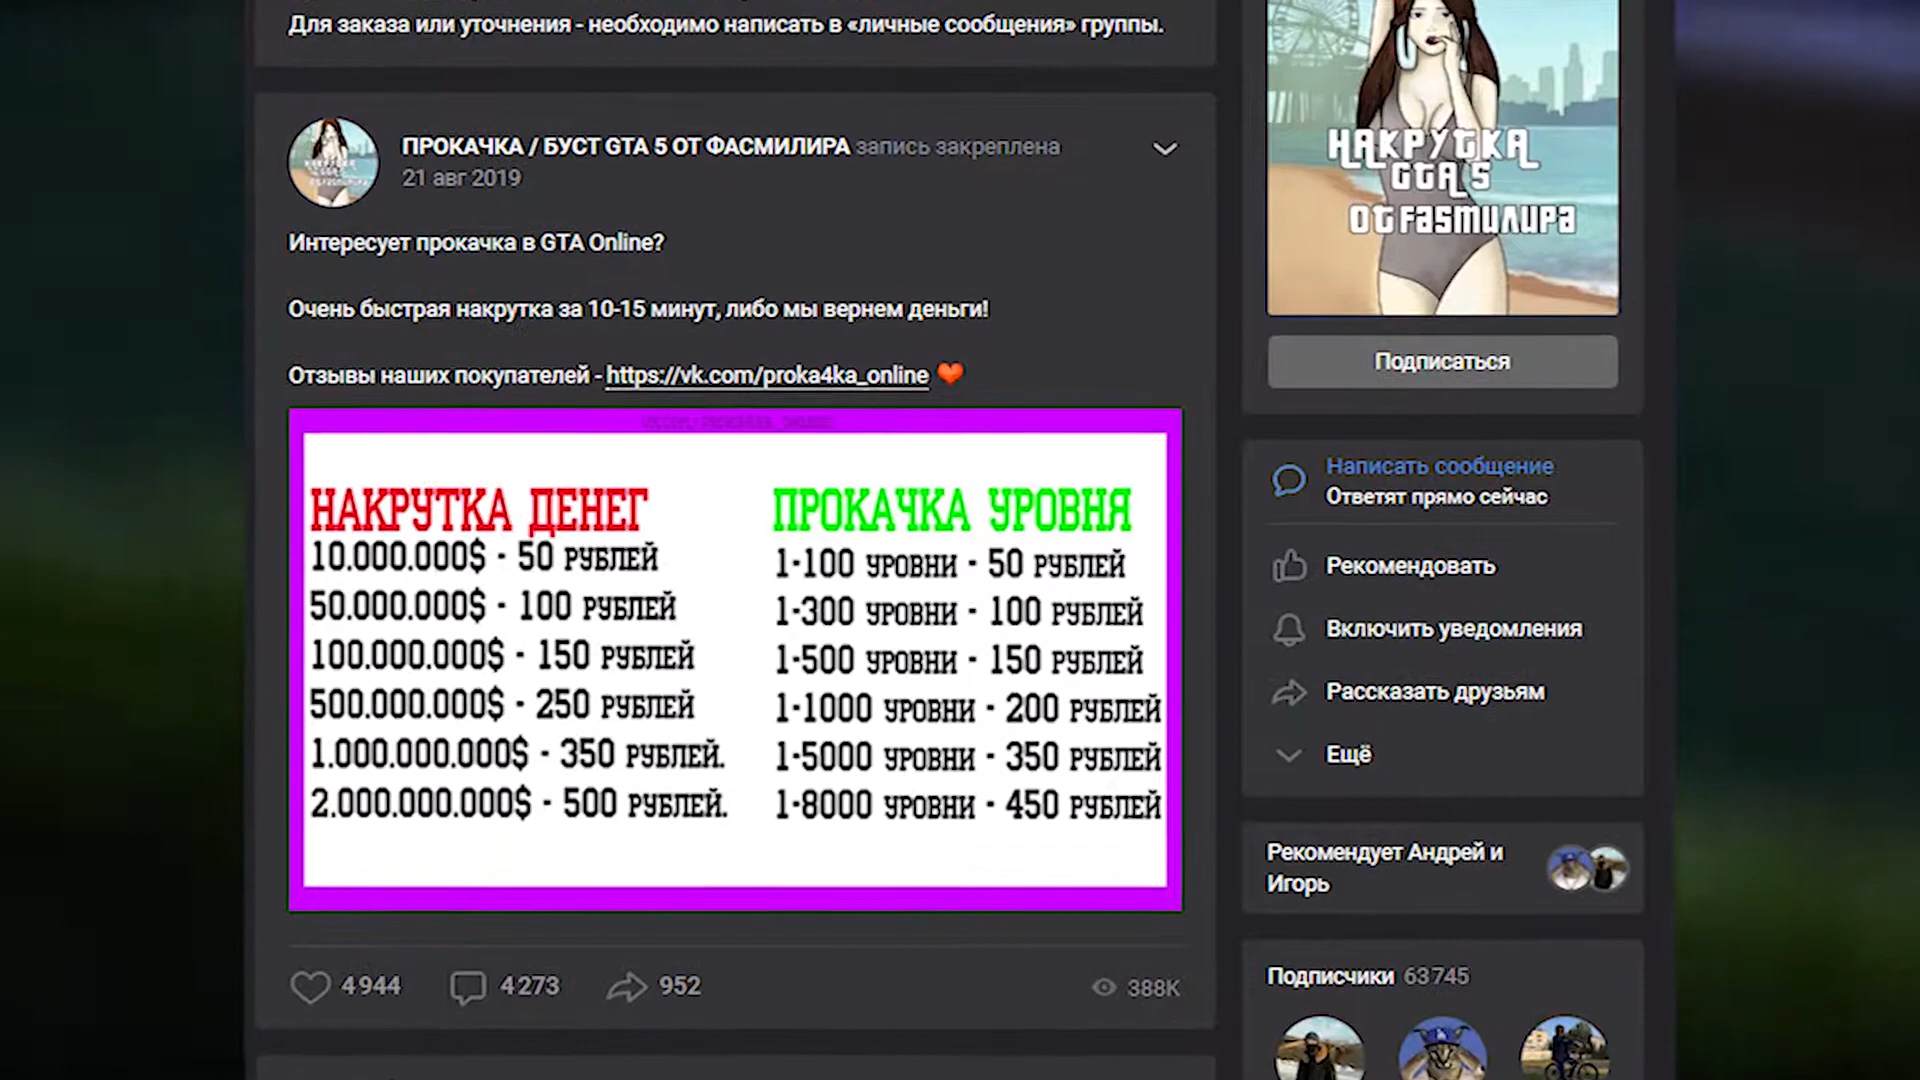 Для заказа или уточнения - необходимо написать в «личные сообщения» группы.
ПРОКАЧКА / БУСТ GTA 5 ОТ ФАСМИЛИРА запись закреплена
21 авг 2019
Интересует прокачка в GTA Online?
Очень быстрая накрутка за 10-15 минут, либо мы вернем деньги!
Отзывы наших покупателей - https://vk.com/proka4ka_online
НАКРУТКА ДЕНЕГ
10.000.000$ - 50 РУБЛЕЙ
50.000.000$ - 100 РУБЛЕЙ
100.000.000$ - 150 РУБЛЕЙ
500.000.000$ - 250 РУБЛЕЙ
1.000.000.000$ - 350 РУБЛЕЙ.
2.000.000.000$ - 500 РУБЛЕЙ.
ПРОКАЧКА УРОВНЯ
1-100 УРОВНИ - 50 РУБЛЕЙ
1-300 УРОВНИ - 100 РУБЛЕЙ
1-500 УРОВНИ - 150 РУБЛЕЙ
1-1000 УРОВНИ - 200 РУБЛЕЙ
1-5000 УРОВНИ - 350 РУБЛЕЙ
1-8000 УРОВНИ - 450 РУБЛЕЙ
4 944
4 273
952
388K
НАКРУТКА
GTA 5
ОТ FASMИЛИРА
Подписаться
Написать сообщение
Ответят прямо сейчас
Рекомендовать
Включить уведомления
Рассказать друзьям
Ещё
Рекомендует Андрей и
Игорь
Подписчики 63 745